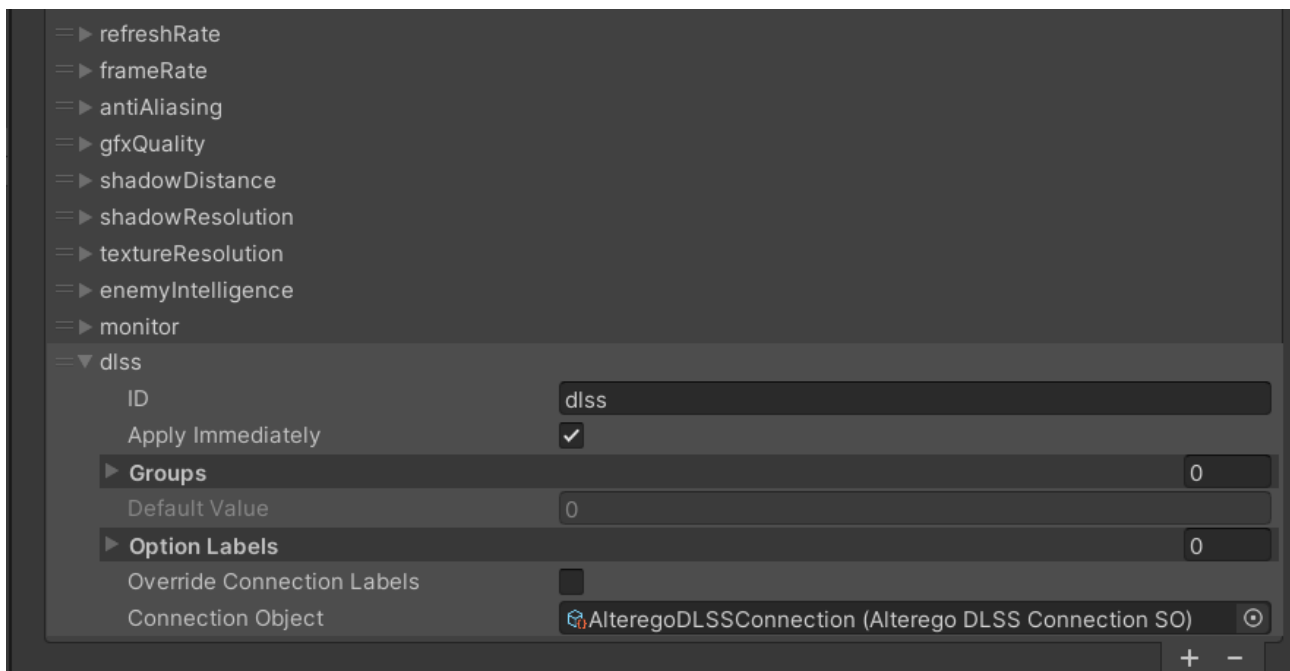 refreshRate
frameRate
antiAliasing
gfxQuality
shadowDistance
shadowResolution
textureResolution
enemyIntelligence
monitor
dlss
ID dlss
Apply Immediately
Groups 0
Default Value 0
Option Labels 0
Override Connection Labels
Connection Object AlteregoDLSSConnection (Alterego DLSS Connection SO)
+ −